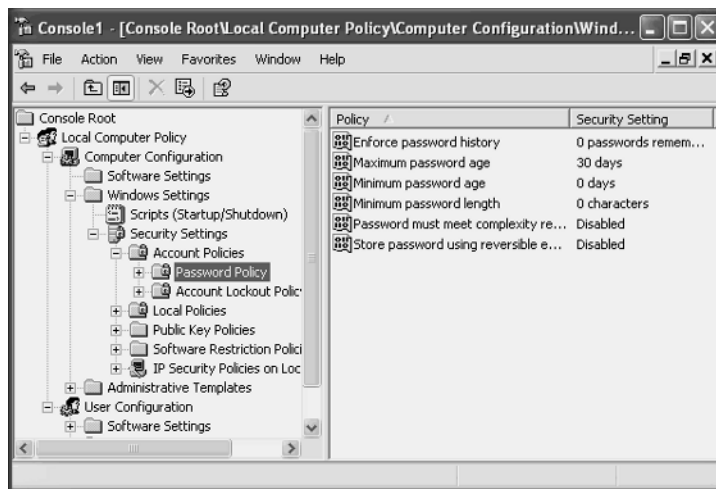 Console1 - [Console Root\Local Computer Policy\Computer Configuration\Wind...
File Action View Favorites Window Help
Console Root
Local Computer Policy
Computer Configuration
Software Settings
Windows Settings
Scripts (Startup/Shutdown)
Security Settings
Account Policies
Password Policy
Account Lockout Polic
Local Policies
Public Key Policies
Software Restriction Polici
IP Security Policies on Loc
Administrative Templates
User Configuration
Software Settings
Policy Security Setting
Enforce password history 0 passwords remem...
Maximum password age 30 days
Minimum password age 0 days
Minimum password length 0 characters
Password must meet complexity re... Disabled
Store password using reversible e... Disabled